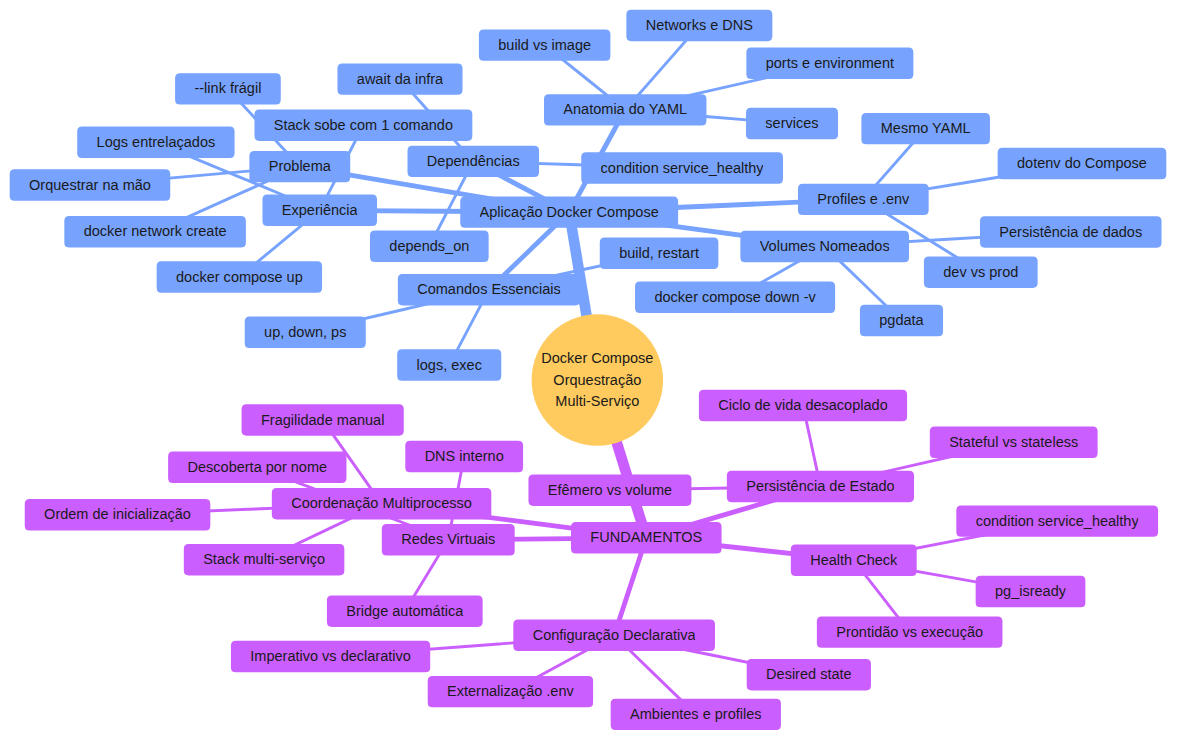 Networks e DNS
build vs image
ports e environment
await da infra
--link frágil
Anatomia do YAML
services
Stack sobe com 1 comando
Mesmo YAML
Logs entrelaçados
Dependências
dotenv do Compose
Problema
condition service_healthy
Orquestrar na mão
Profiles e .env
Experiência
Aplicação Docker Compose
docker network create
Persistência de dados
depends_on
Volumes Nomeados
build, restart
docker compose up
dev vs prod
Comandos Essenciais
docker compose down -v
pgdata
up, down, ps
logs, exec
Docker Compose
Orquestração
Multi-Serviço
Ciclo de vida desacoplado
Fragilidade manual
Stateful vs stateless
DNS interno
Descoberta por nome
Efêmero vs volume
Persistência de Estado
Coordenação Multiprocesso
Ordem de inicialização
condition service_healthy
Redes Virtuais
FUNDAMENTOS
Stack multi-serviço
Health Check
pg_isready
Bridge automática
Prontidão vs execução
Configuração Declarativa
Imperativo vs declarativo
Desired state
Externalização .env
Ambientes e profiles